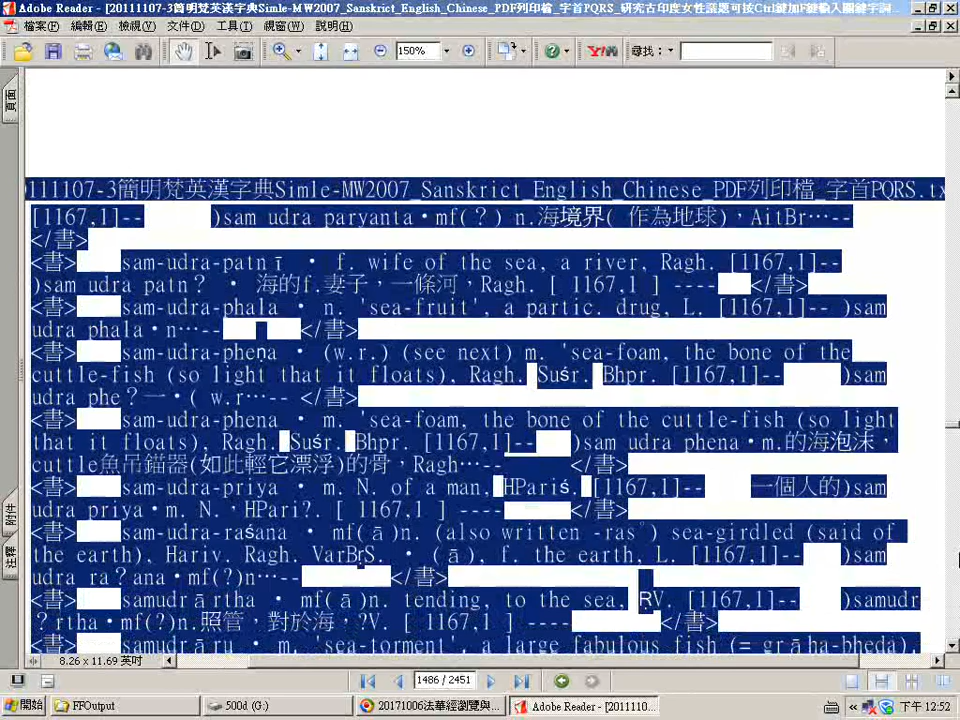 Adobe Reader - [20111107-3簡明梵英漢字典Simle-MW2007_Sanskrict_English_Chinese_PDF列印檔_字首PQRS_研究古印度女性議題可按Ctrl鍵加F鍵輸入關鍵字詞
檔案(F) 編輯(E) 檢視(V) 文件(D) 工具(T) 視窗(W) 說明(H)
150% 尋找：
頁面
0111107-3簡明梵英漢字典Simle-MW2007_Sanskrict_English_Chinese_PDF列印檔_字首PQRS.tx
[1167,1]-- )sam udra paryanta‧mf(？) n.海境界( 作為地球)，AitBr…--
</書>
<書> sam-udra-patnī ‧ f. wife of the sea, a river, Ragh. [1167,1]--
)sam udra patn？ ‧ 海的f.妻子，一條河，Ragh. [ 1167,1 ] ---- </書>
<書> sam-udra-phala ‧ n. 'sea-fruit', a partic. drug, L. [1167,1]-- )sam
udra phala‧n…-- </書>
<書> sam-udra-pheṇa ‧ (w.r.) (see next) m. 'sea-foam, the bone of the
cuttle-fish (so light that it floats), Ragh. Suśr. Bhpr. [1167,1]-- )sam
udra phe？一‧( w.r…-- </書>
<書> sam-udra-phena ‧ m. 'sea-foam, the bone of the cuttle-fish (so light
that it floats), Ragh. Suśr. Bhpr. [1167,1]-- )sam udra phena‧m.的海泡沫，
cuttle魚吊錨器(如此輕它漂浮)的骨，Ragh…-- </書>
<書> sam-udra-priya ‧ m. N. of a man, HPariś. [1167,1]-- 一個人的)sam
udra priya‧m. N.，HPari?. [ 1167,1 ] ---- </書>
<書> sam-udra-raśana ‧ mf(ā)n. (also written -ras°) sea-girdled (said of
the earth), Hariv. Ragh. VarBṛS. ‧ (ā), f. the earth, L. [1167,1]-- )sam
udra ra？ana‧mf(?)n…-- </書>
<書> samudrārtha ‧ mf(ā)n. tending, to the sea, ṚV. [1167,1]-- )samudr
？rtha‧mf(?)n.照管，對於海，?V. [ 1167,1 ] ---- </書>
<書> samudrāru ‧ m. 'sea-torment', a large fabulous fish (= grāha-bheda),
附件
注釋
8.26 x 11.69 英吋
1486 / 2451
開始 FFOutput 500d (G:) 20171006法華經瀏覽與... Adobe Reader - [2011110... 下午 12:52